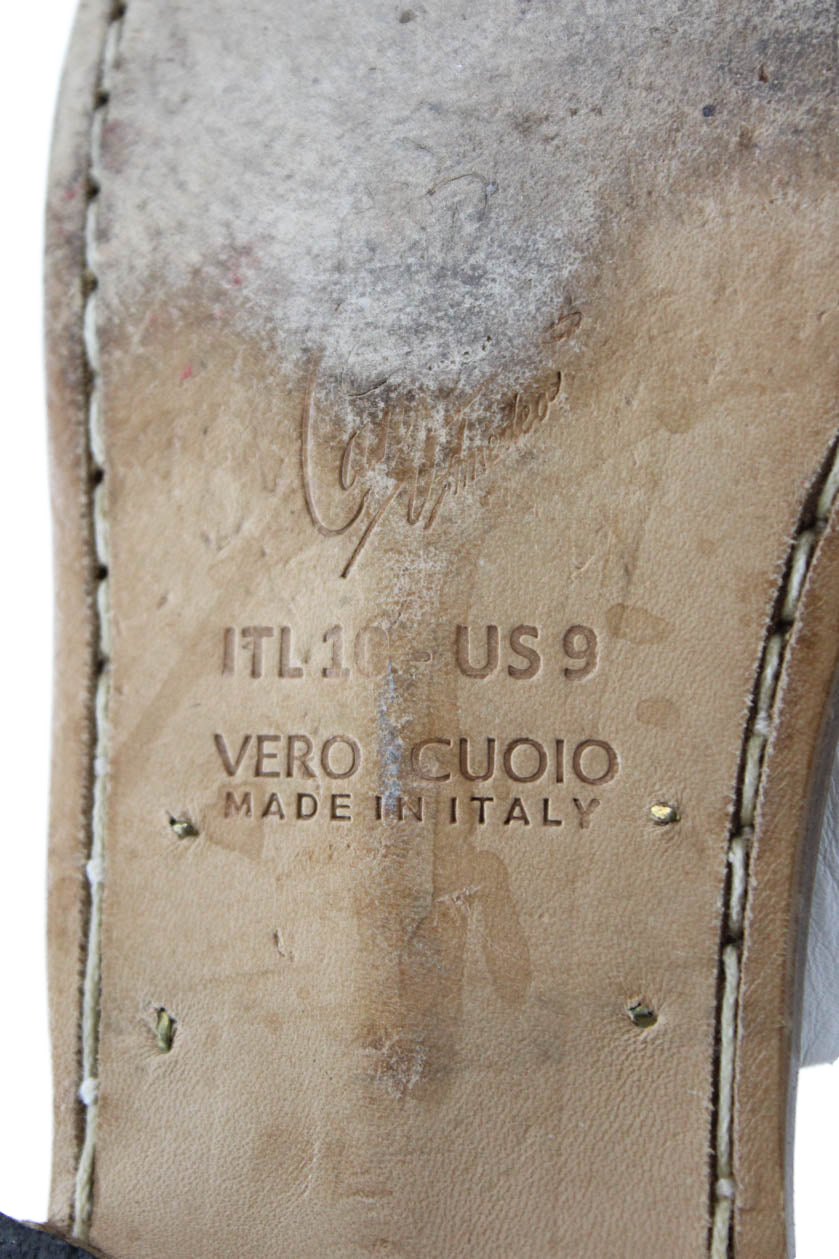 ITL 10 - US 9
VERO CUOIO
MADE IN ITALY